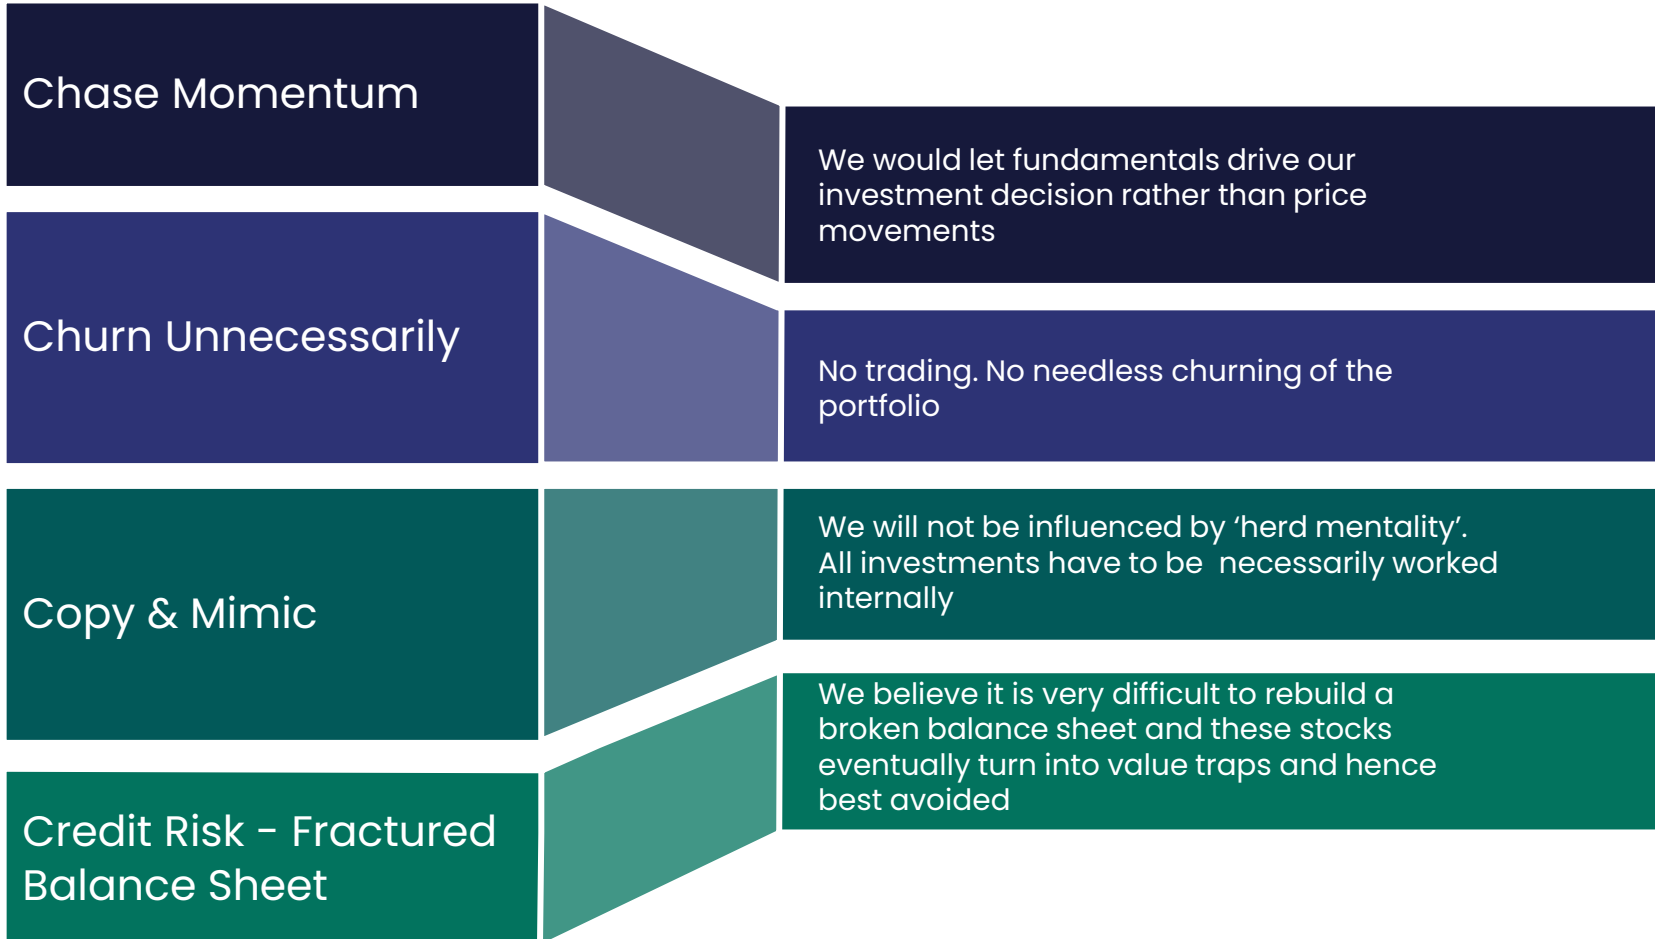 Chase Momentum
We would let fundamentals drive our
investment decision rather than price
movements
Churn Unnecessarily
No trading. No needless churning of the
portfolio
Copy & Mimic
We will not be influenced by ‘herd mentality’.
All investments have to be  necessarily worked
internally
Credit Risk - Fractured
Balance Sheet
We believe it is very difficult to rebuild a
broken balance sheet and these stocks
eventually turn into value traps and hence
best avoided